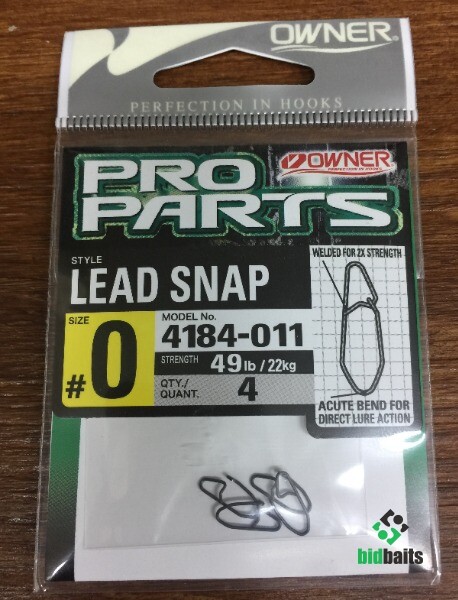 OWNER
PERFECTION IN HOOKS
PRO PARTS
OWNER
STYLE
LEAD SNAP
SIZE
#0
MODEL No.
4184-011
STRENGTH 49lb/22kg
QTY./QUANT. 4
WELDED FOR 2X STRENGTH
ACUTE BEND FOR
DIRECT LURE ACTION
bidbaits